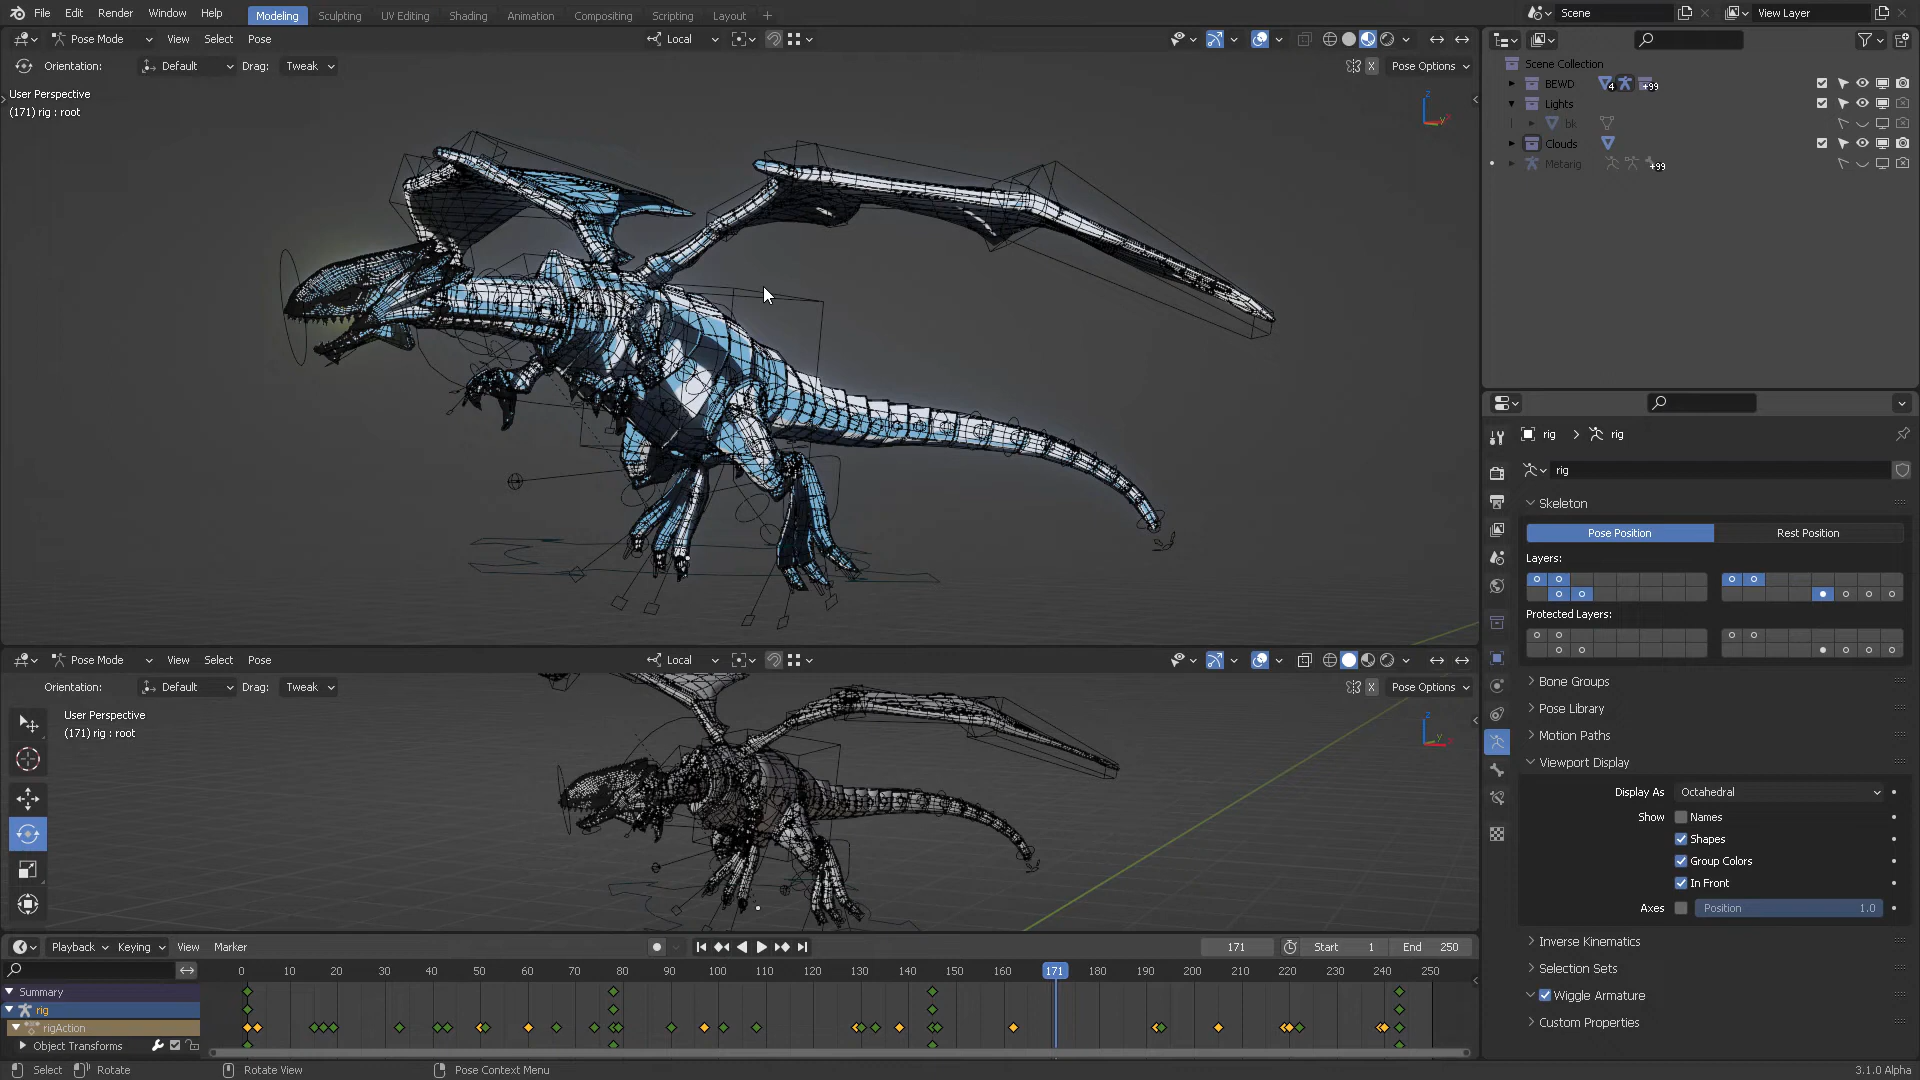 File Edit Render Window Help Modeling Sculpting UV Editing Shading Animation Compositing Scripting Layout + Scene View Layer
Pose Mode View Select Pose Local
Orientation: Default Drag: Tweak X Pose Options
User Perspective
(171) rig : root
Scene Collection
BEWD 4 +99
Lights
bk
Clouds
Metarig +99
rig > rig
rig
Skeleton
Pose Position Rest Position
Layers:
Protected Layers:
Bone Groups
Pose Library
Motion Paths
Viewport Display
Display As Octahedral
Show Names
Shapes
Group Colors
In Front
Axes Position 1.0
Inverse Kinematics
Selection Sets
Wiggle Armature
Custom Properties
Pose Mode View Select Pose Local
Orientation: Default Drag: Tweak X Pose Options
User Perspective
(171) rig : root
Playback Keying View Marker 171 Start 1 End 250
0 10 20 30 40 50 60 70 80 90 100 110 120 130 140 150 160 171 180 190 200 210 220 230 240 250
Summary
rig
rigAction
Object Transforms
Select Rotate Rotate View Pose Context Menu 3.1.0 Alpha